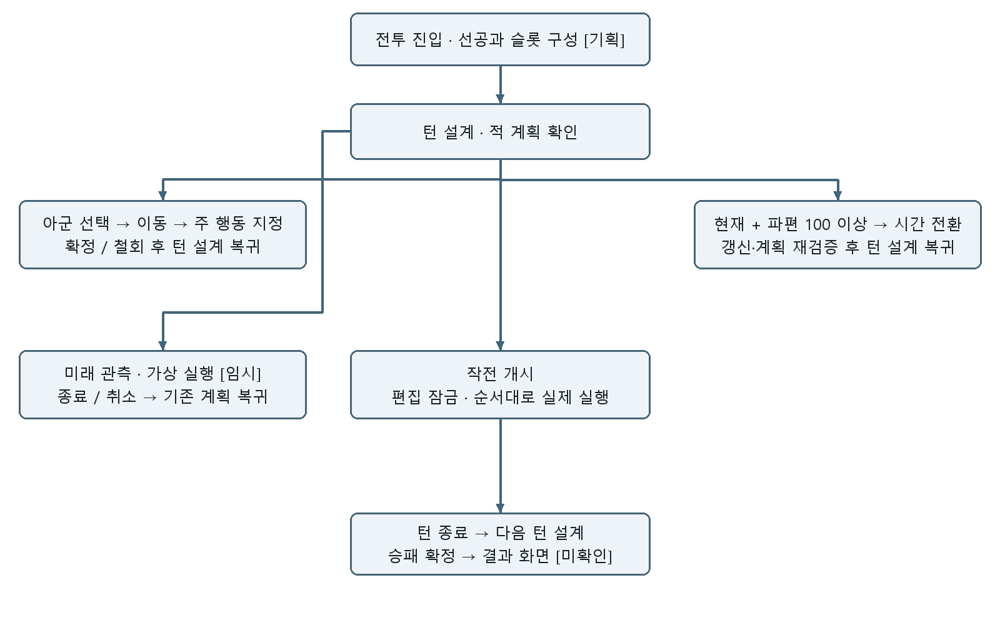 전투 진입 · 선공과 슬롯 구성 [기획]
턴 설계 · 적 계획 확인
아군 선택 → 이동 → 주 행동 지정
확정 / 철회 후 턴 설계 복귀
현재 + 파편 100 이상 → 시간 전환
갱신·계획 재검증 후 턴 설계 복귀
미래 관측 · 가상 실행 [임시]
종료 / 취소 → 기존 계획 복귀
작전 개시
편집 잠금 · 순서대로 실제 실행
턴 종료 → 다음 턴 설계
승패 확정 → 결과 화면 [미확인]